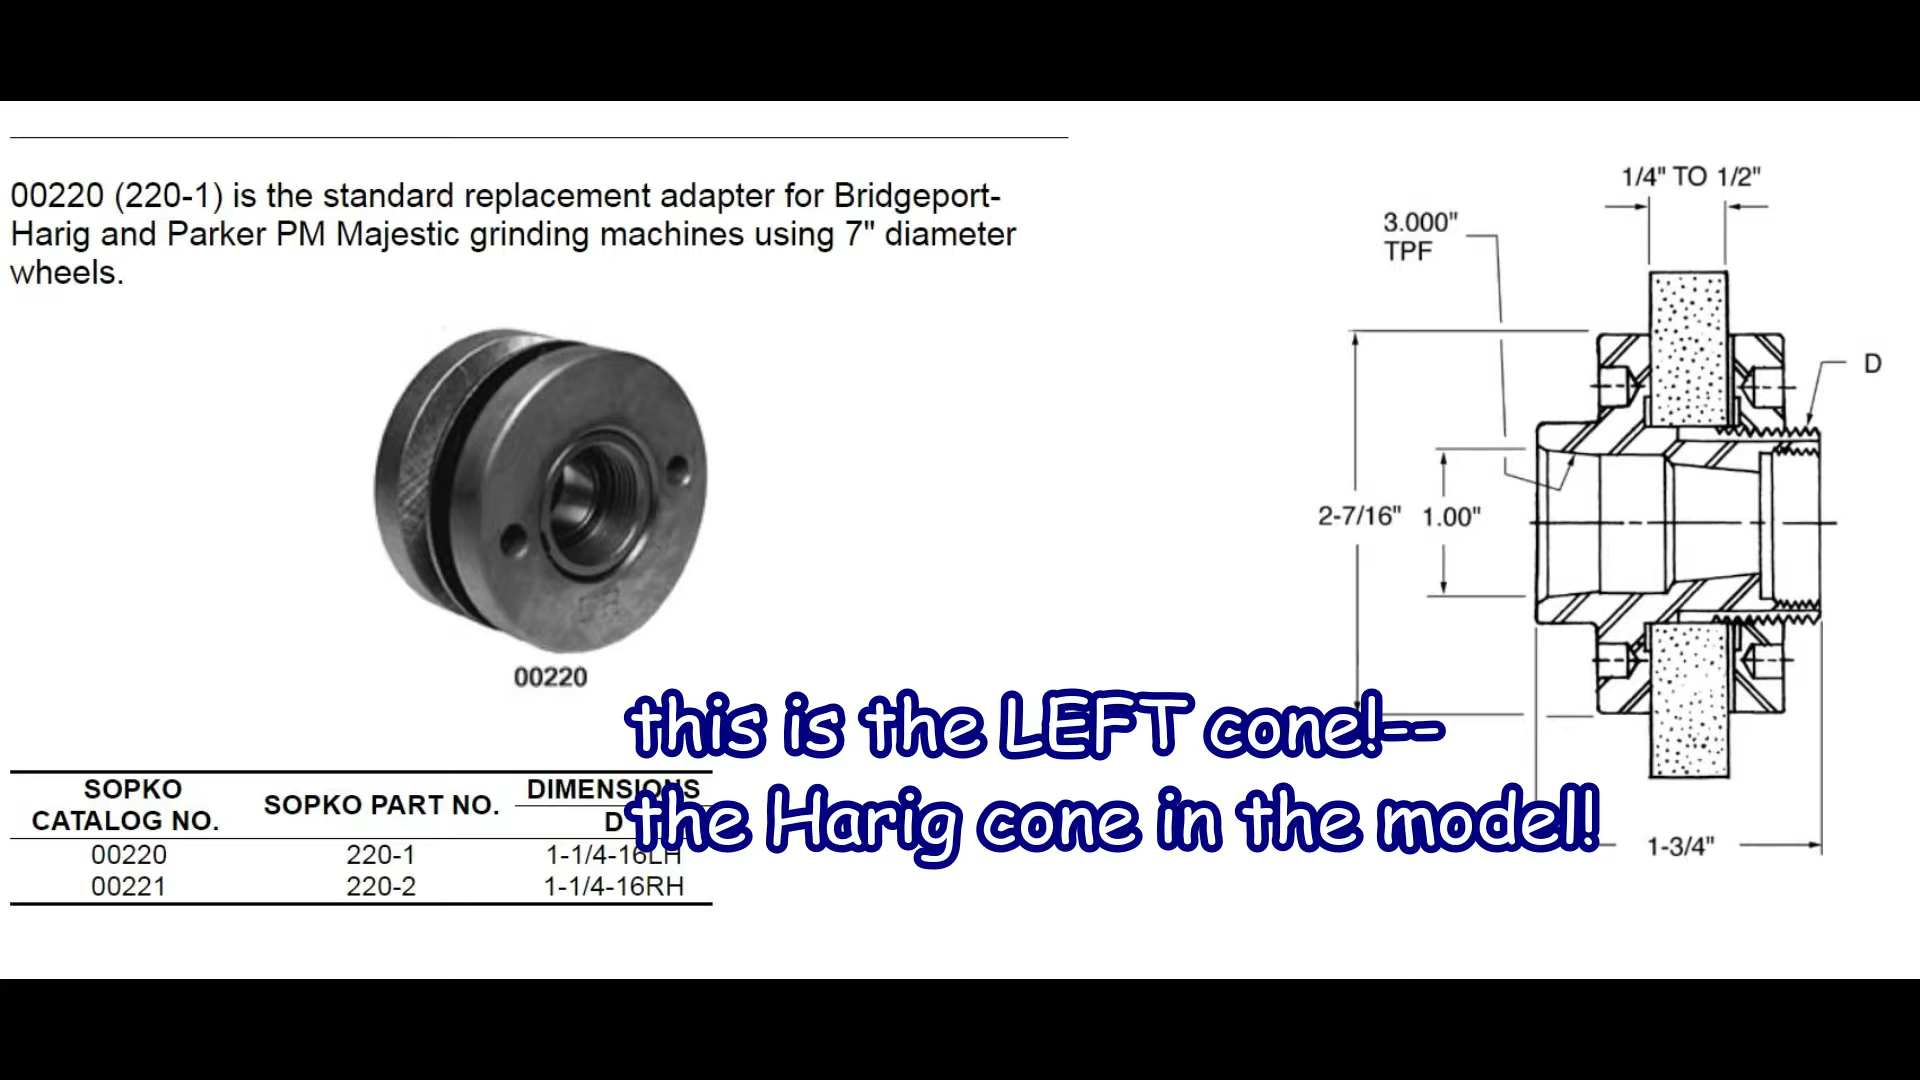 00220 (220-1) is the standard replacement adapter for Bridgeport-
Harig and Parker PM Majestic grinding machines using 7" diameter
wheels.
00220
1/4" TO 1/2"
3.000"
TPF
D
2-7/16"
1.00"
1-3/4"
this is the LEFT cone!--
the Harig cone in the model!
SOPKO
CATALOG NO.
SOPKO PART NO.
DIMENSIONS
D
00220 220-1 1-1/4-16LH
00221 220-2 1-1/4-16RH